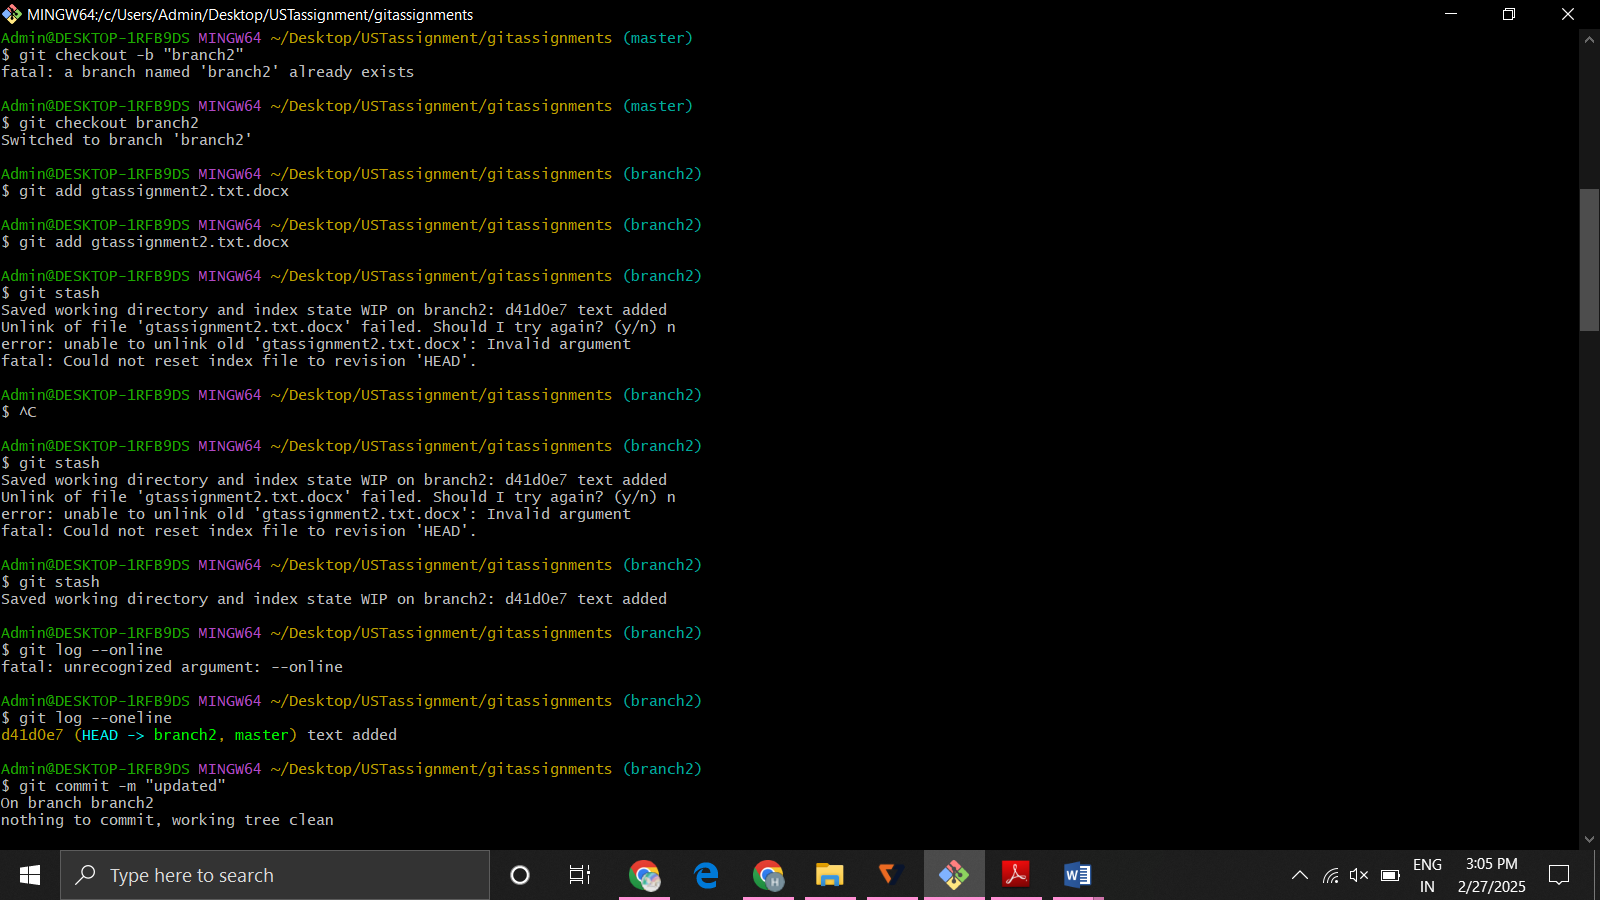 MINGW64:/c/Users/Admin/Desktop/USTassignment/gitassignments
Admin@DESKTOP-1RFB9DS MINGW64 ~/Desktop/USTassignment/gitassignments (master)
$ git checkout -b "branch2"
fatal: a branch named 'branch2' already exists
Admin@DESKTOP-1RFB9DS MINGW64 ~/Desktop/USTassignment/gitassignments (master)
$ git checkout branch2
Switched to branch 'branch2'
Admin@DESKTOP-1RFB9DS MINGW64 ~/Desktop/USTassignment/gitassignments (branch2)
$ git add gtassignment2.txt.docx
Admin@DESKTOP-1RFB9DS MINGW64 ~/Desktop/USTassignment/gitassignments (branch2)
$ git add gtassignment2.txt.docx
Admin@DESKTOP-1RFB9DS MINGW64 ~/Desktop/USTassignment/gitassignments (branch2)
$ git stash
Saved working directory and index state WIP on branch2: d41d0e7 text added
Unlink of file 'gtassignment2.txt.docx' failed. Should I try again? (y/n) n
error: unable to unlink old 'gtassignment2.txt.docx': Invalid argument
fatal: Could not reset index file to revision 'HEAD'.
Admin@DESKTOP-1RFB9DS MINGW64 ~/Desktop/USTassignment/gitassignments (branch2)
$ ^C
Admin@DESKTOP-1RFB9DS MINGW64 ~/Desktop/USTassignment/gitassignments (branch2)
$ git stash
Saved working directory and index state WIP on branch2: d41d0e7 text added
Unlink of file 'gtassignment2.txt.docx' failed. Should I try again? (y/n) n
error: unable to unlink old 'gtassignment2.txt.docx': Invalid argument
fatal: Could not reset index file to revision 'HEAD'.
Admin@DESKTOP-1RFB9DS MINGW64 ~/Desktop/USTassignment/gitassignments (branch2)
$ git stash
Saved working directory and index state WIP on branch2: d41d0e7 text added
Admin@DESKTOP-1RFB9DS MINGW64 ~/Desktop/USTassignment/gitassignments (branch2)
$ git log --online
fatal: unrecognized argument: --online
Admin@DESKTOP-1RFB9DS MINGW64 ~/Desktop/USTassignment/gitassignments (branch2)
$ git log --oneline
d41d0e7 (HEAD -> branch2, master) text added
Admin@DESKTOP-1RFB9DS MINGW64 ~/Desktop/USTassignment/gitassignments (branch2)
$ git commit -m "updated"
On branch branch2
nothing to commit, working tree clean
Type here to search
H
W
ENG
IN
3:05 PM
2/27/2025